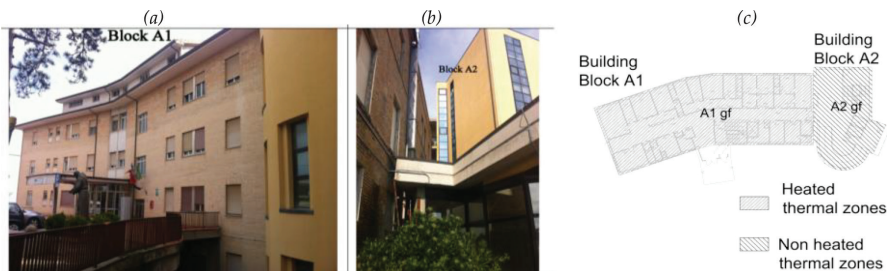 (a)
(b)
(c)
Block A1
Block A2
Building
Block A1
Building
Block A2
A1 gf
A2 gf
Heated
thermal zones
Non heated
thermal zones